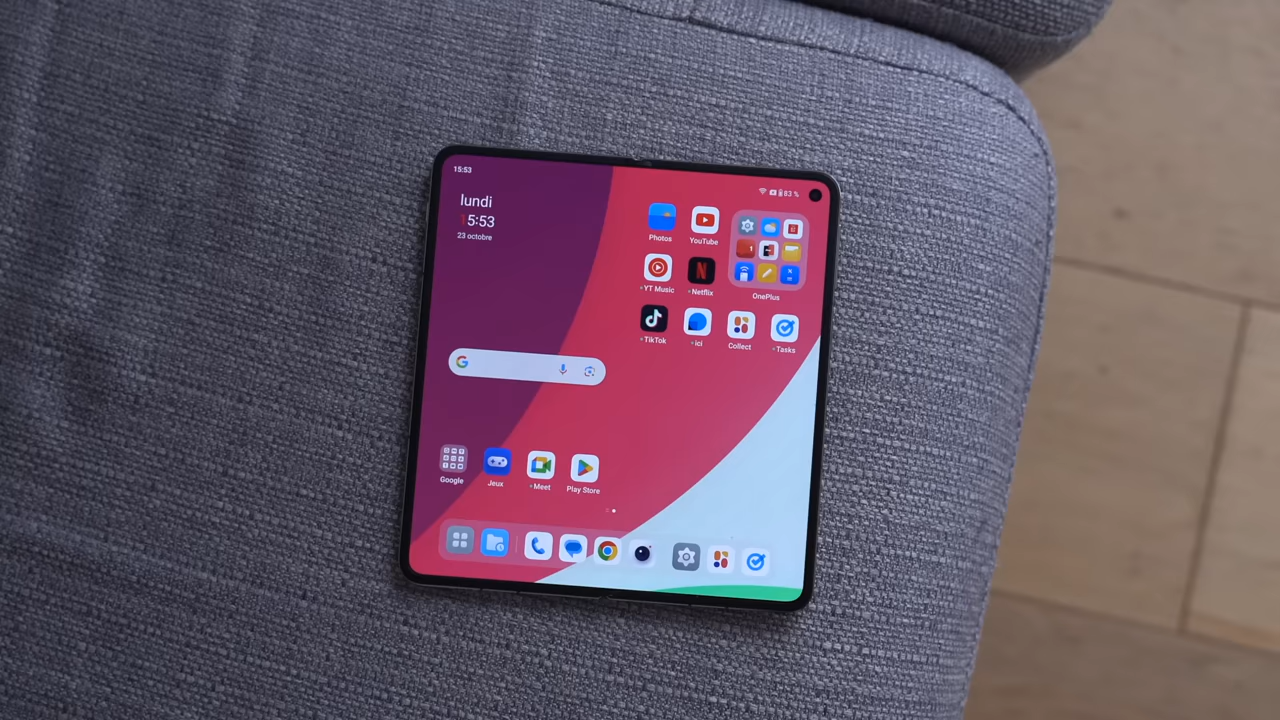 15:53
83 %
lundi
15:53
23 octobre
Photos
YouTube
YT Music
Netflix
OnePlus
TikTok
ici
Collect
Tasks
Google
Jeux
Meet
Play Store